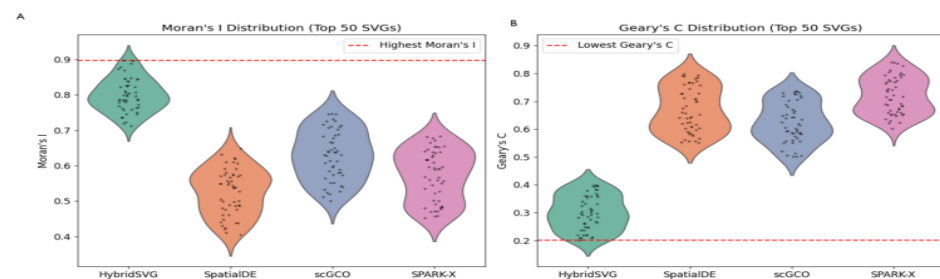 A
Moran's I Distribution (Top 50 SVGs)
Highest Moran's I
Moran's I
0.9
0.8
0.7
0.6
0.5
0.4
HybridSVG SpatialDE scGCO SPARK-X
B
Geary's C Distribution (Top 50 SVGs)
Lowest Geary's C
Geary's C
0.9
0.8
0.7
0.6
0.5
0.4
0.3
0.2
HybridSVG SpatialDE scGCO SPARK-X